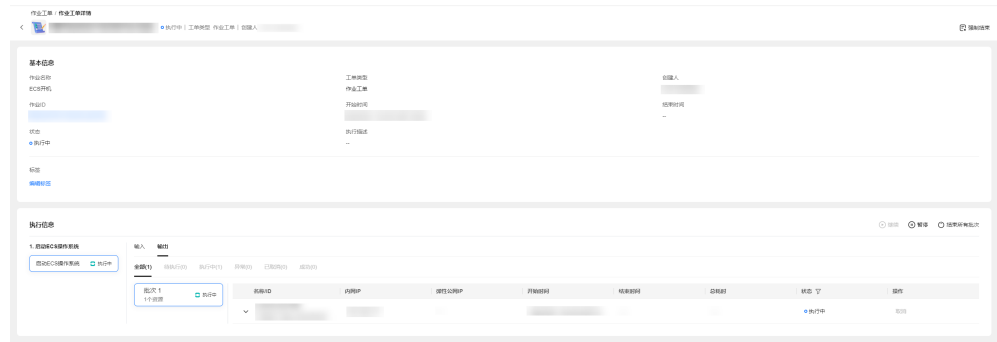 作业工单 / 作业工单详情
执行中 | 工单类型 作业工单 | 创建人
强制结束
基本信息
作业名称 工单类型 创建人
ECS开机 作业工单
作业ID 开始时间 结束时间
--
状态 执行描述
执行中 --
标签
编辑标签
执行信息 继续 暂停 结束所有批次
1. 启动ECS操作系统 输入 输出
启动ECS操作系统 执行中
全部(1) 待执行(0) 执行中(1) 异常(0) 已取消(0) 成功(0)
批次 1 执行中
1个资源
名称/ID 内网IP 弹性公网IP 开始时间 结束时间 总耗时 状态 操作
执行中 取消